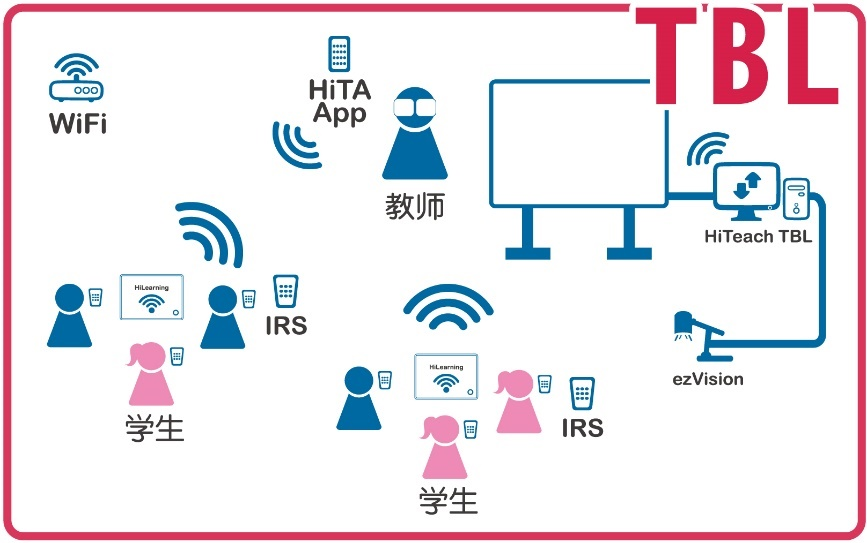 TBL
WiFi
HiTA
App
教师
HiTeach TBL
HiLearning
IRS
学生
HiLearning
IRS
学生
ezVision